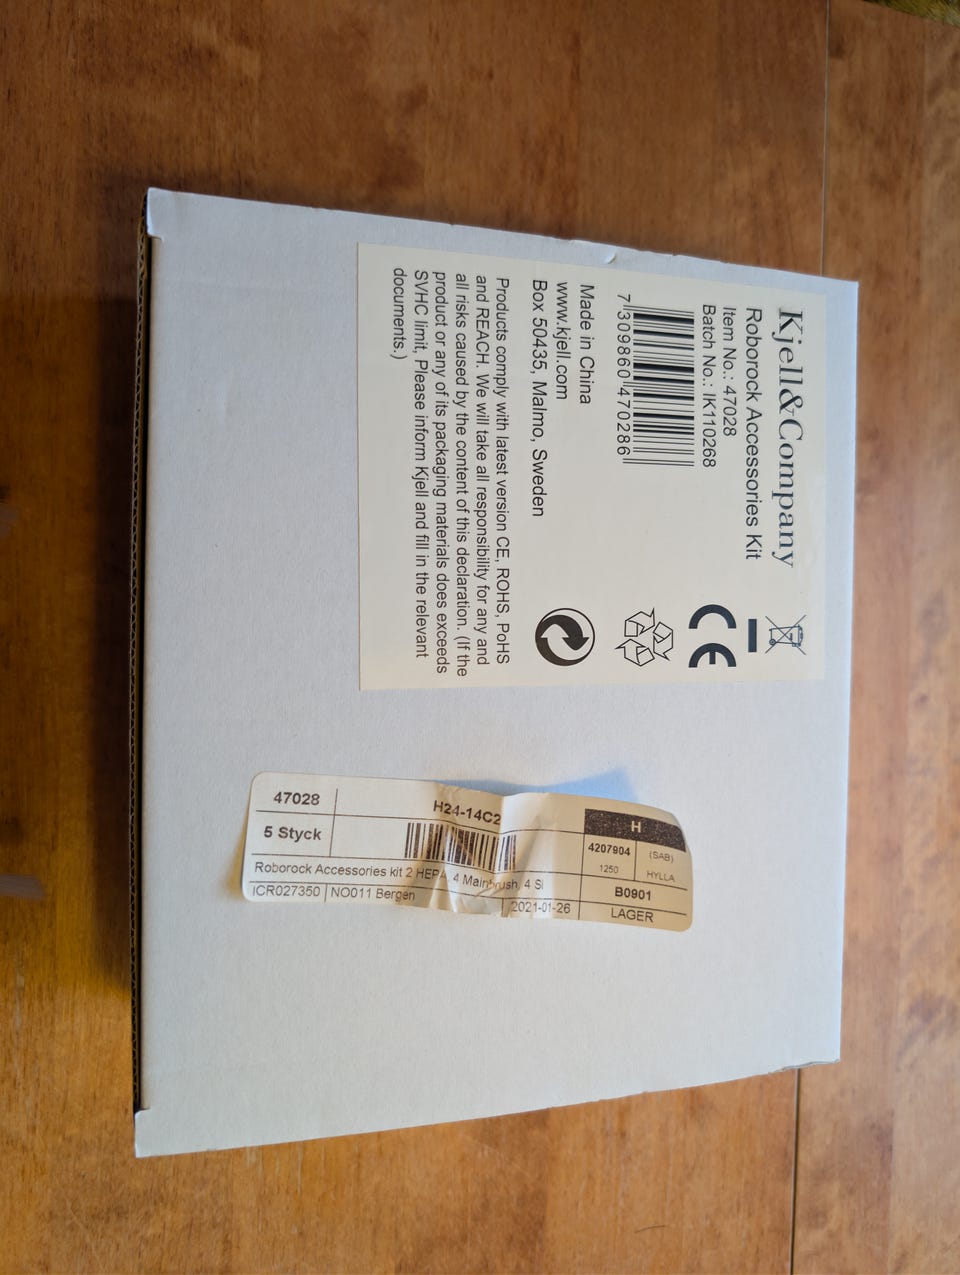 Kjell&Company
Roborock Accessories Kit
Item No.: 47028
Batch No.: IK110268
7 309860 470286
Made in China
www.kjell.com
Box 50435, Malmo, Sweden
Products comply with latest version CE, ROHS, PoHS
and REACH. We will take all responsibility for any and
all risks caused by the content of this declaration. (If the
product or any of its packaging materials does exceeds
SVHC limit, Please inform Kjell and fill in the relevant
documents.)
CE
47028
H24-14C2
H
5 Styck
4207904
(SAB)
1250
HYLLA
Roborock Accessories kit 2 4 Mainbrush, 4 Si
B0901
ICR027350
NO011 Bergen
2021-01-26
LAGER